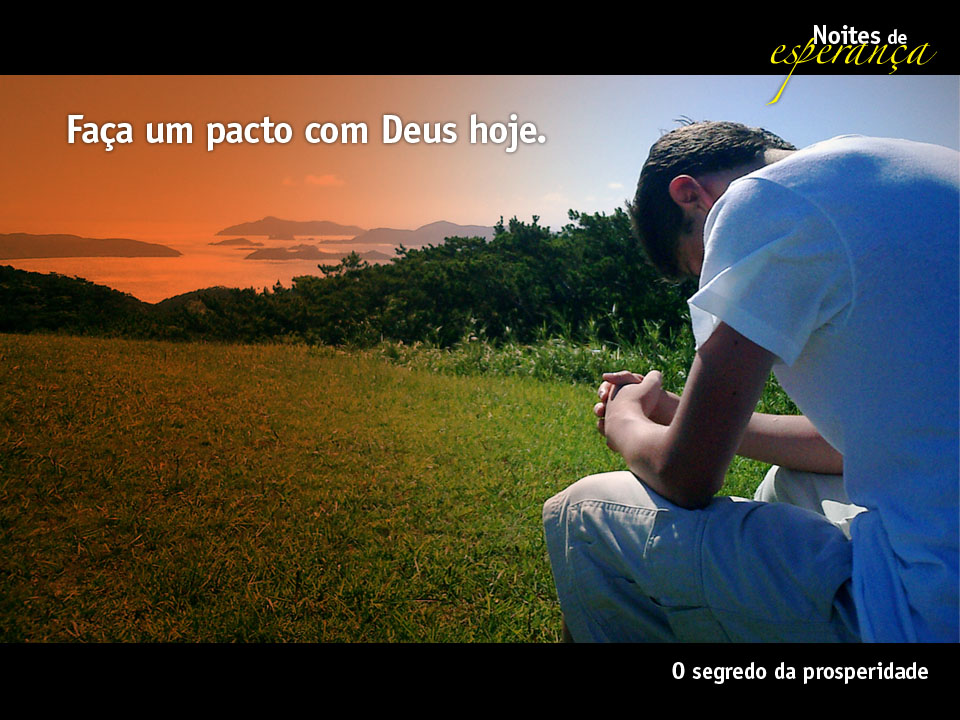 Noites de
esperança
Faça um pacto com Deus hoje.
O segredo da prosperidade